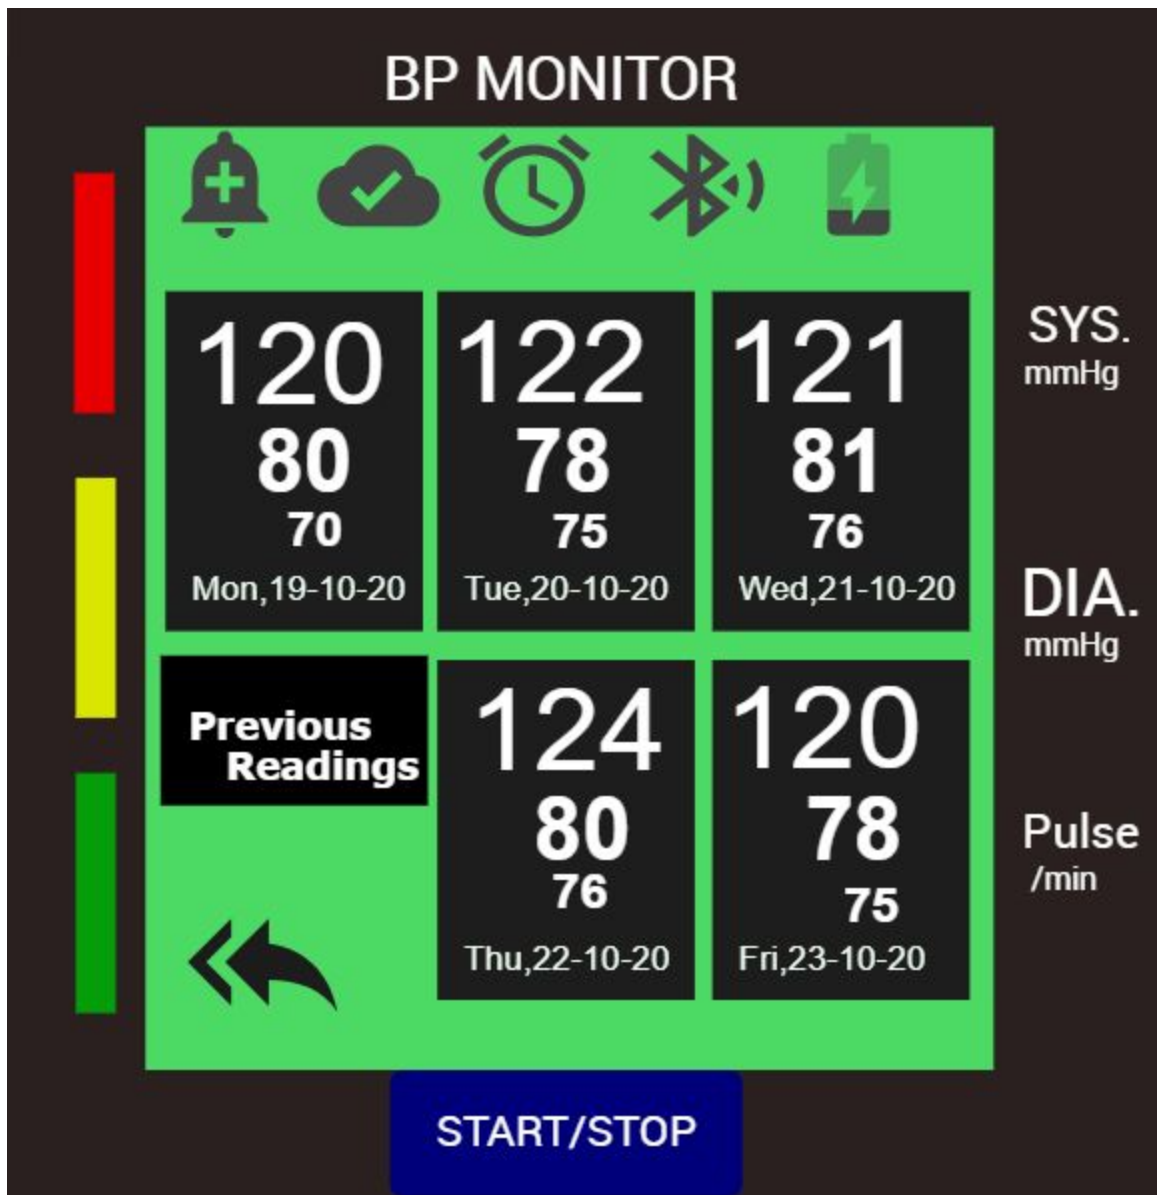 BP MONITOR
120
80
70
Mon,19-10-20
122
78
75
Tue,20-10-20
121
81
76
Wed,21-10-20
SYS.
mmHg
DIA.
mmHg
Previous
Readings
124
80
76
Thu,22-10-20
120
78
75
Fri,23-10-20
Pulse
/min
START/STOP